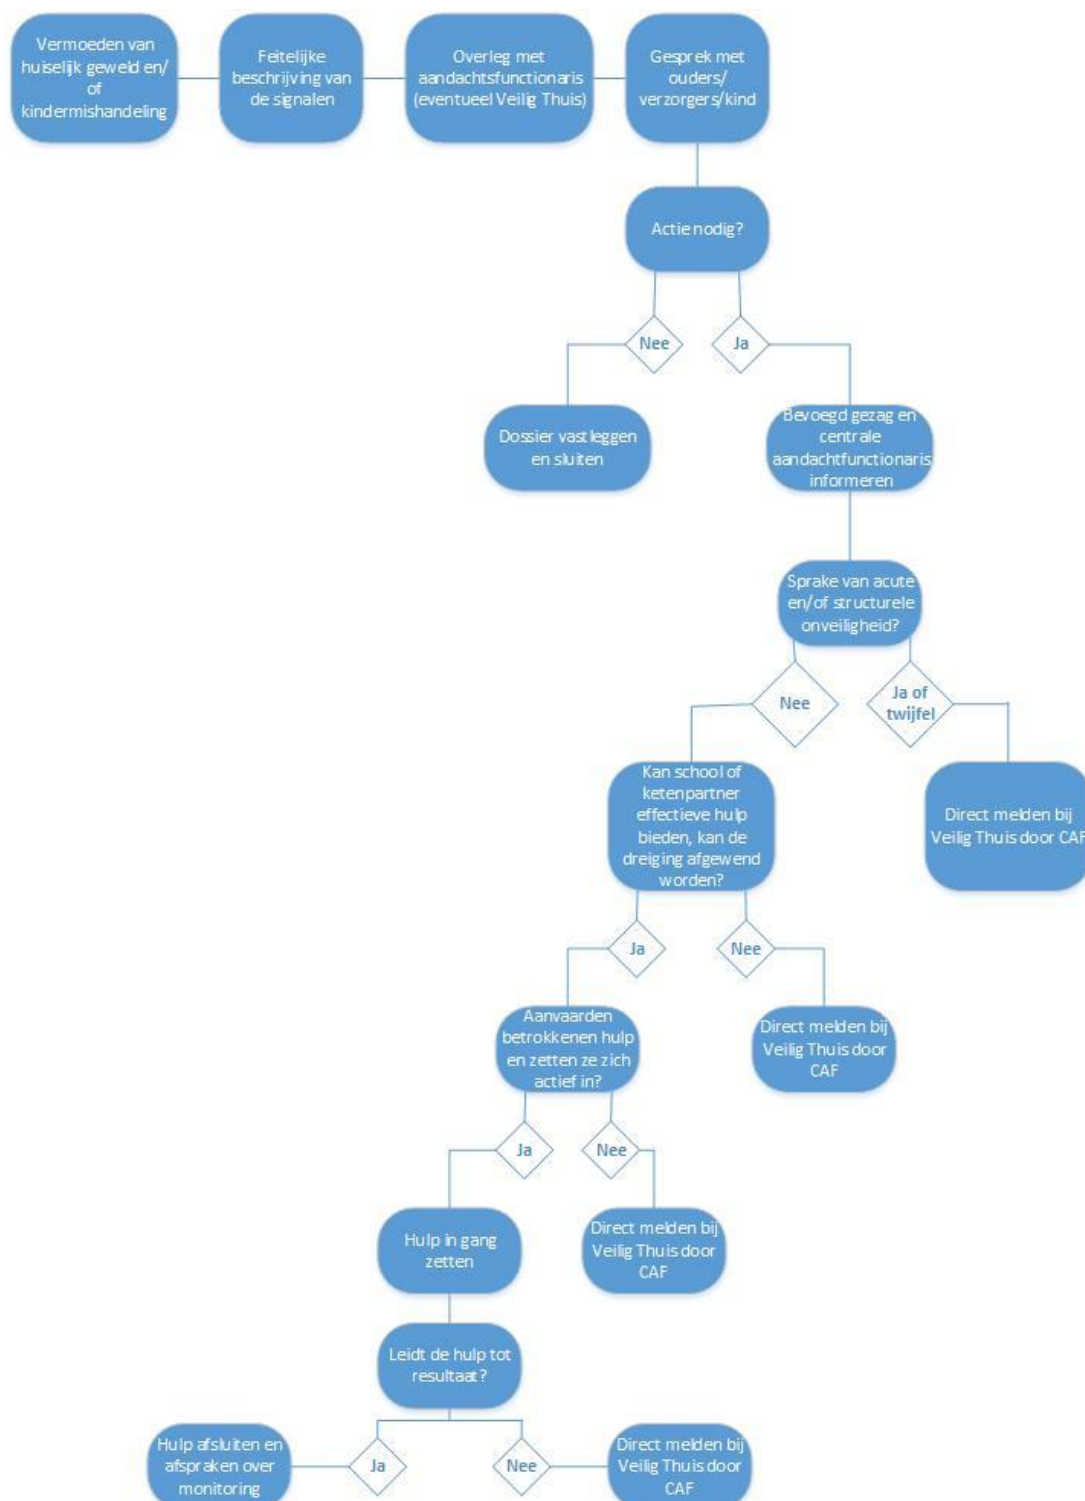 Vermoeden van
huiselijk geweld en/
of
kindermishandeling
Feitelijke
beschrijving van
de signalen
Overleg met
aandachtsfunctionaris
(eventueel Veilig Thuis)
Gesprek met
ouders/
verzorgers/kind
Actie nodig?
Nee
Ja
Dossier vastleggen
en sluiten
Bevoegd gezag en
centrale
aandachtfunctionaris
informeren
Sprake van acute
en/of structurele
onveiligheid?
Nee
Ja of
twijfel
Kan school of
ketenpartner
effectieve hulp
bieden, kan de
dreiging afgewend
worden?
Direct melden bij
Veilig Thuis door CAF
Ja
Nee
Aanvaarden
betrokkenen hulp
en zetten ze zich
actief in?
Direct melden bij
Veilig Thuis door
CAF
Ja
Nee
Hulp in gang
zetten
Direct melden bij
Veilig Thuis door
CAF
Leidt de hulp tot
resultaat?
Hulp afsluiten en
afspraken over
monitoring
Ja
Nee
Direct melden bij
Veilig Thuis door
CAF